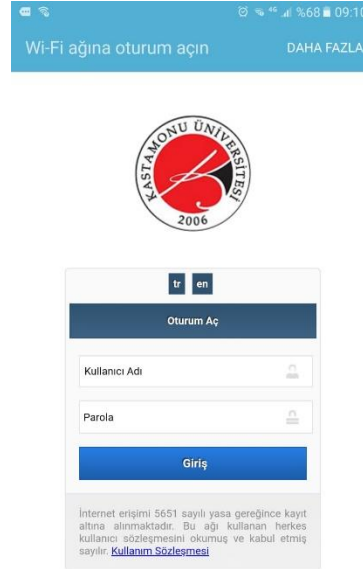 %68 09:10
Wi-Fi ağına oturum açın
DAHA FAZLA
KASTAMONU ÜNİVERSİTESİ
2006
tr en
Oturum Aç
Kullanıcı Adı
Parola
Giriş
İnternet erişimi 5651 sayılı yasa gereğince kayıt
altına alınmaktadır. Bu ağı kullanan herkes
kullanıcı sözleşmesini okumuş ve kabul etmiş
sayılır. Kullanım Sözleşmesi